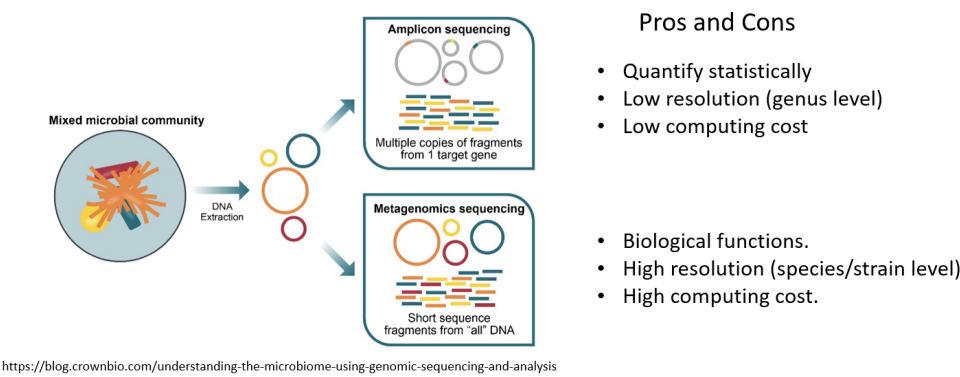 Pros and Cons
Amplicon sequencing
Multiple copies of fragments
from 1 target gene
• Quantify statistically
• Low resolution (genus level)
• Low computing cost
Mixed microbial community
DNA
Extraction
Metagenomics sequencing
Short sequence
fragments from "all" DNA
• Biological functions.
• High resolution (species/strain level)
• High computing cost.
https://blog.crownbio.com/understanding-the-microbiome-using-genomic-sequencing-and-analysis